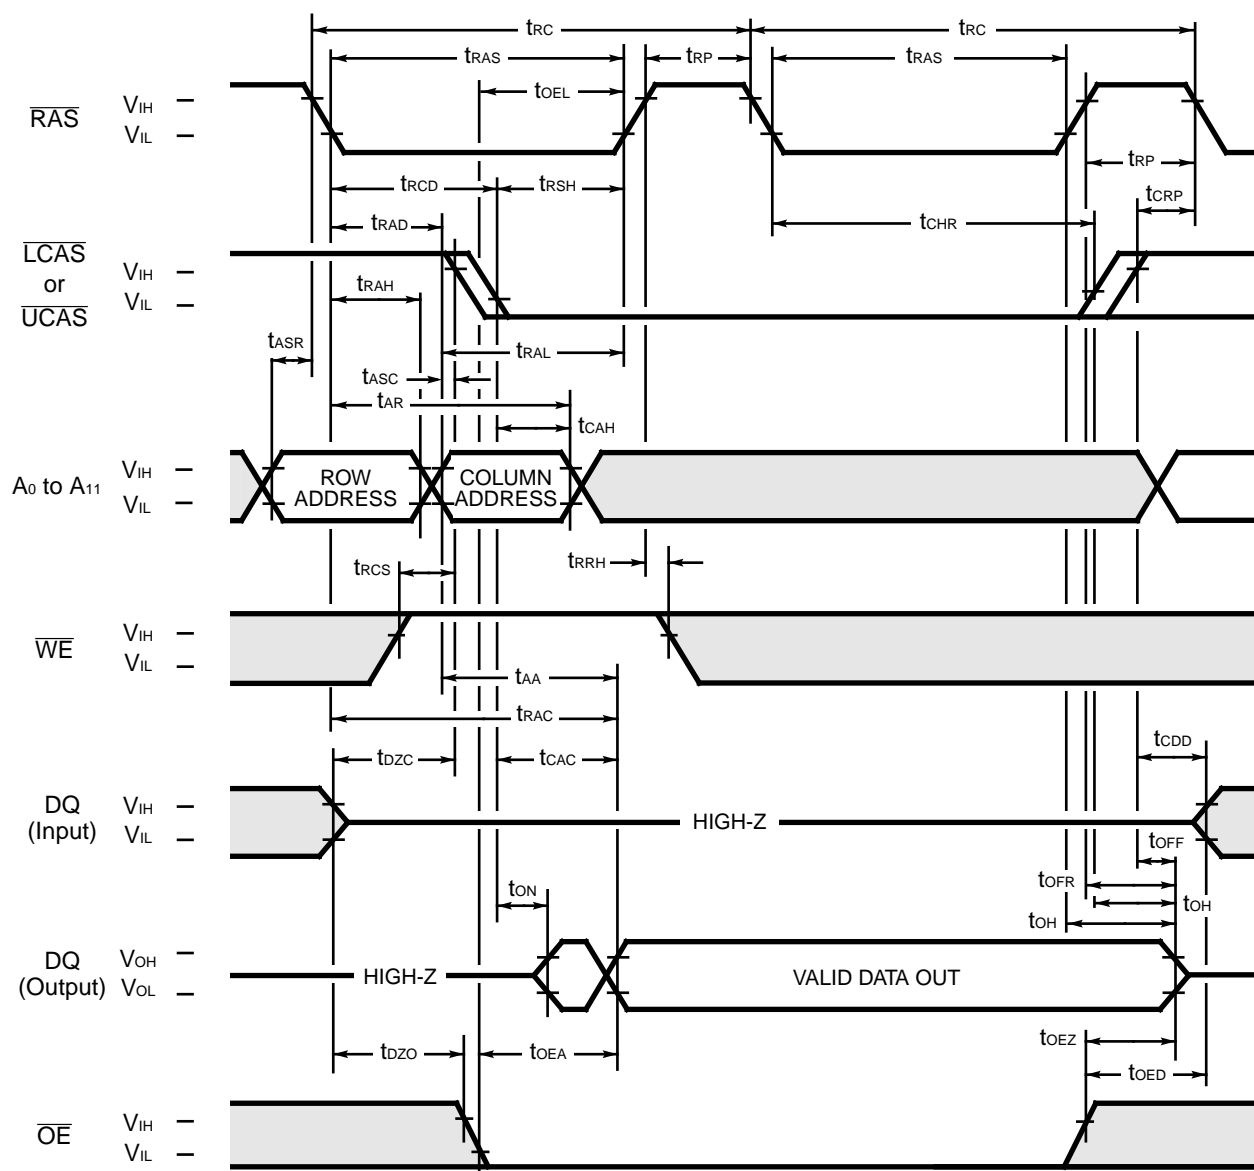 tRC tRC
tRAS tRP tRAS
tOEL
RAS VIH
VIL
tRP
tRCD tRSH
tCRP
tRAD tCHR
LCAS
or
UCAS
VIH
VIL
tRAH
tASR tRAL
tASC
tAR
tCAH
A0 to A11 VIH
VIL
ROW
ADDRESS
COLUMN
ADDRESS
tRCS tRRH
WE VIH
VIL
tAA
tRAC
tDZC tCAC tCDD
DQ
(Input)
VIH
VIL
HIGH-Z
tOFF
tON tOFR
tOH
tOH
DQ
(Output)
VOH
VOL
HIGH-Z VALID DATA OUT
tOEZ
tDZO tOEA
tOED
OE VIH
VIL